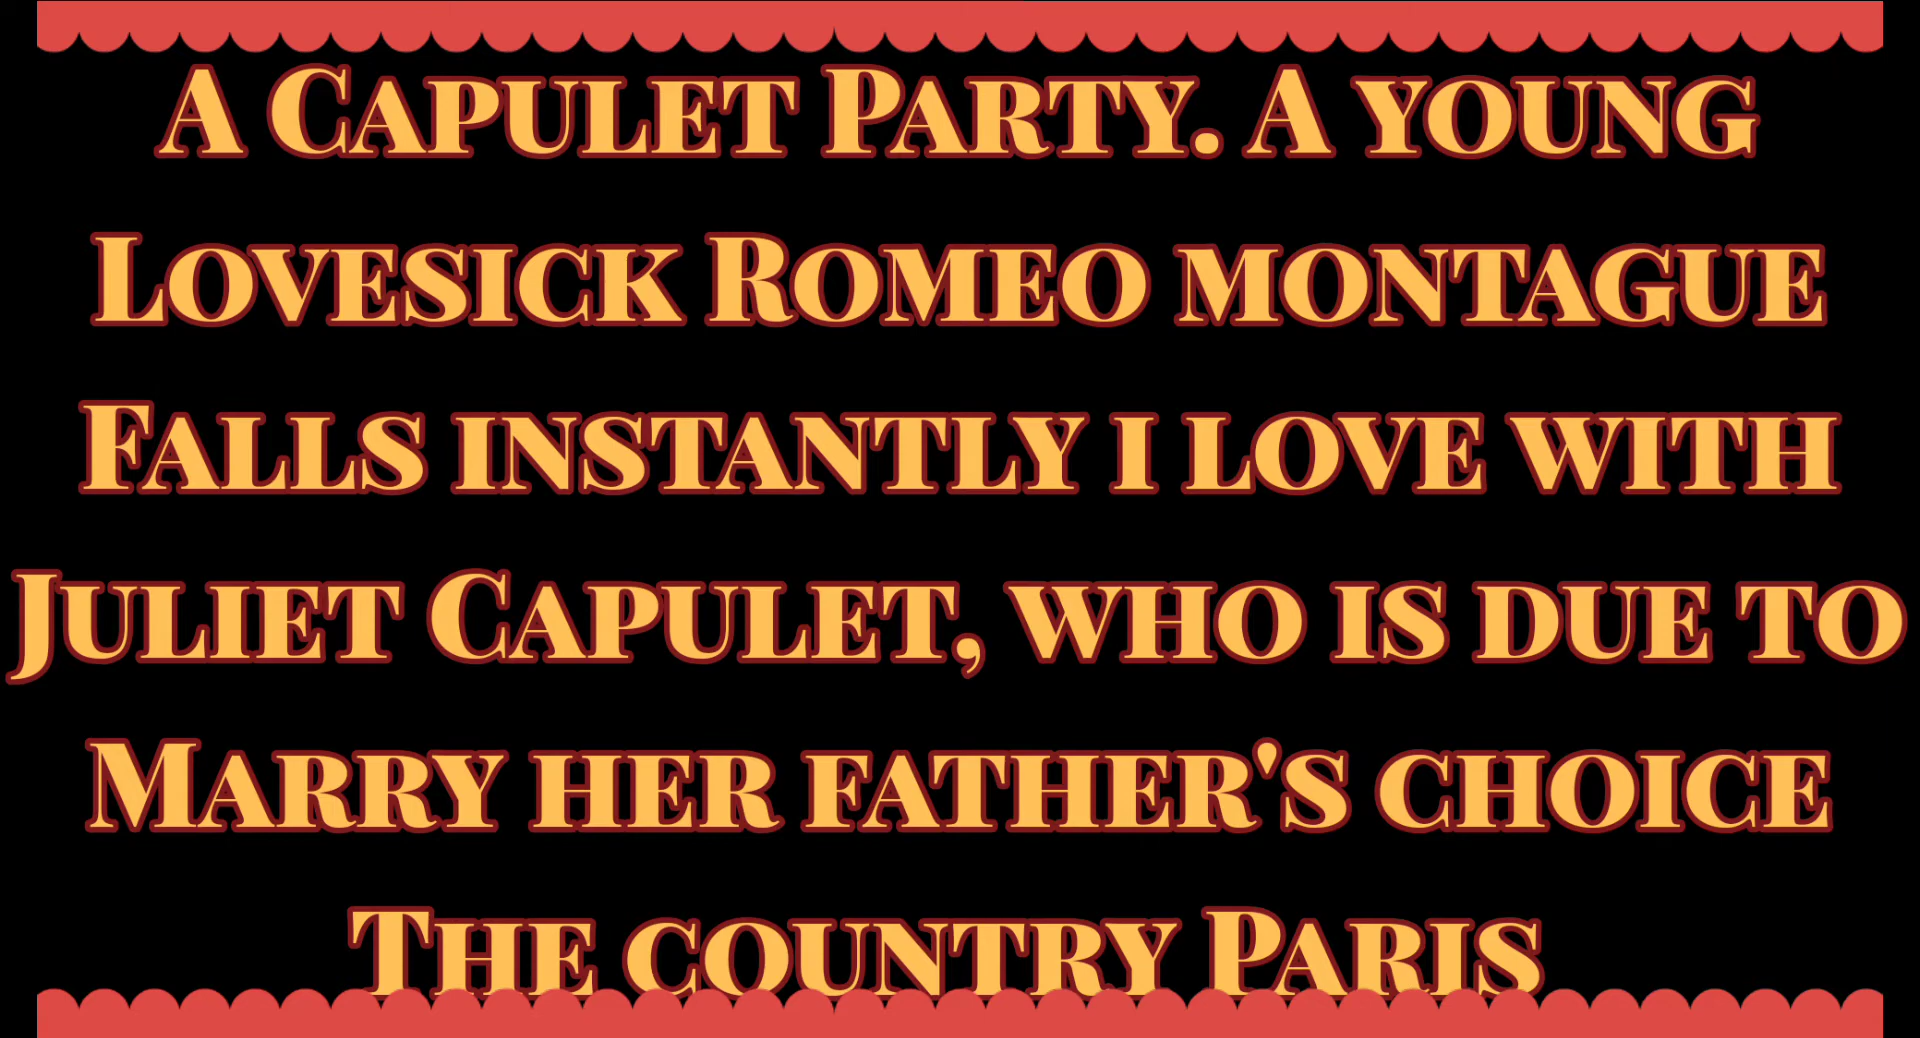 A Capulet Party. A young
Lovesick Romeo montague
Falls instantly i love with
Juliet Capulet, who is due to
Marry her father's choice
The country Paris